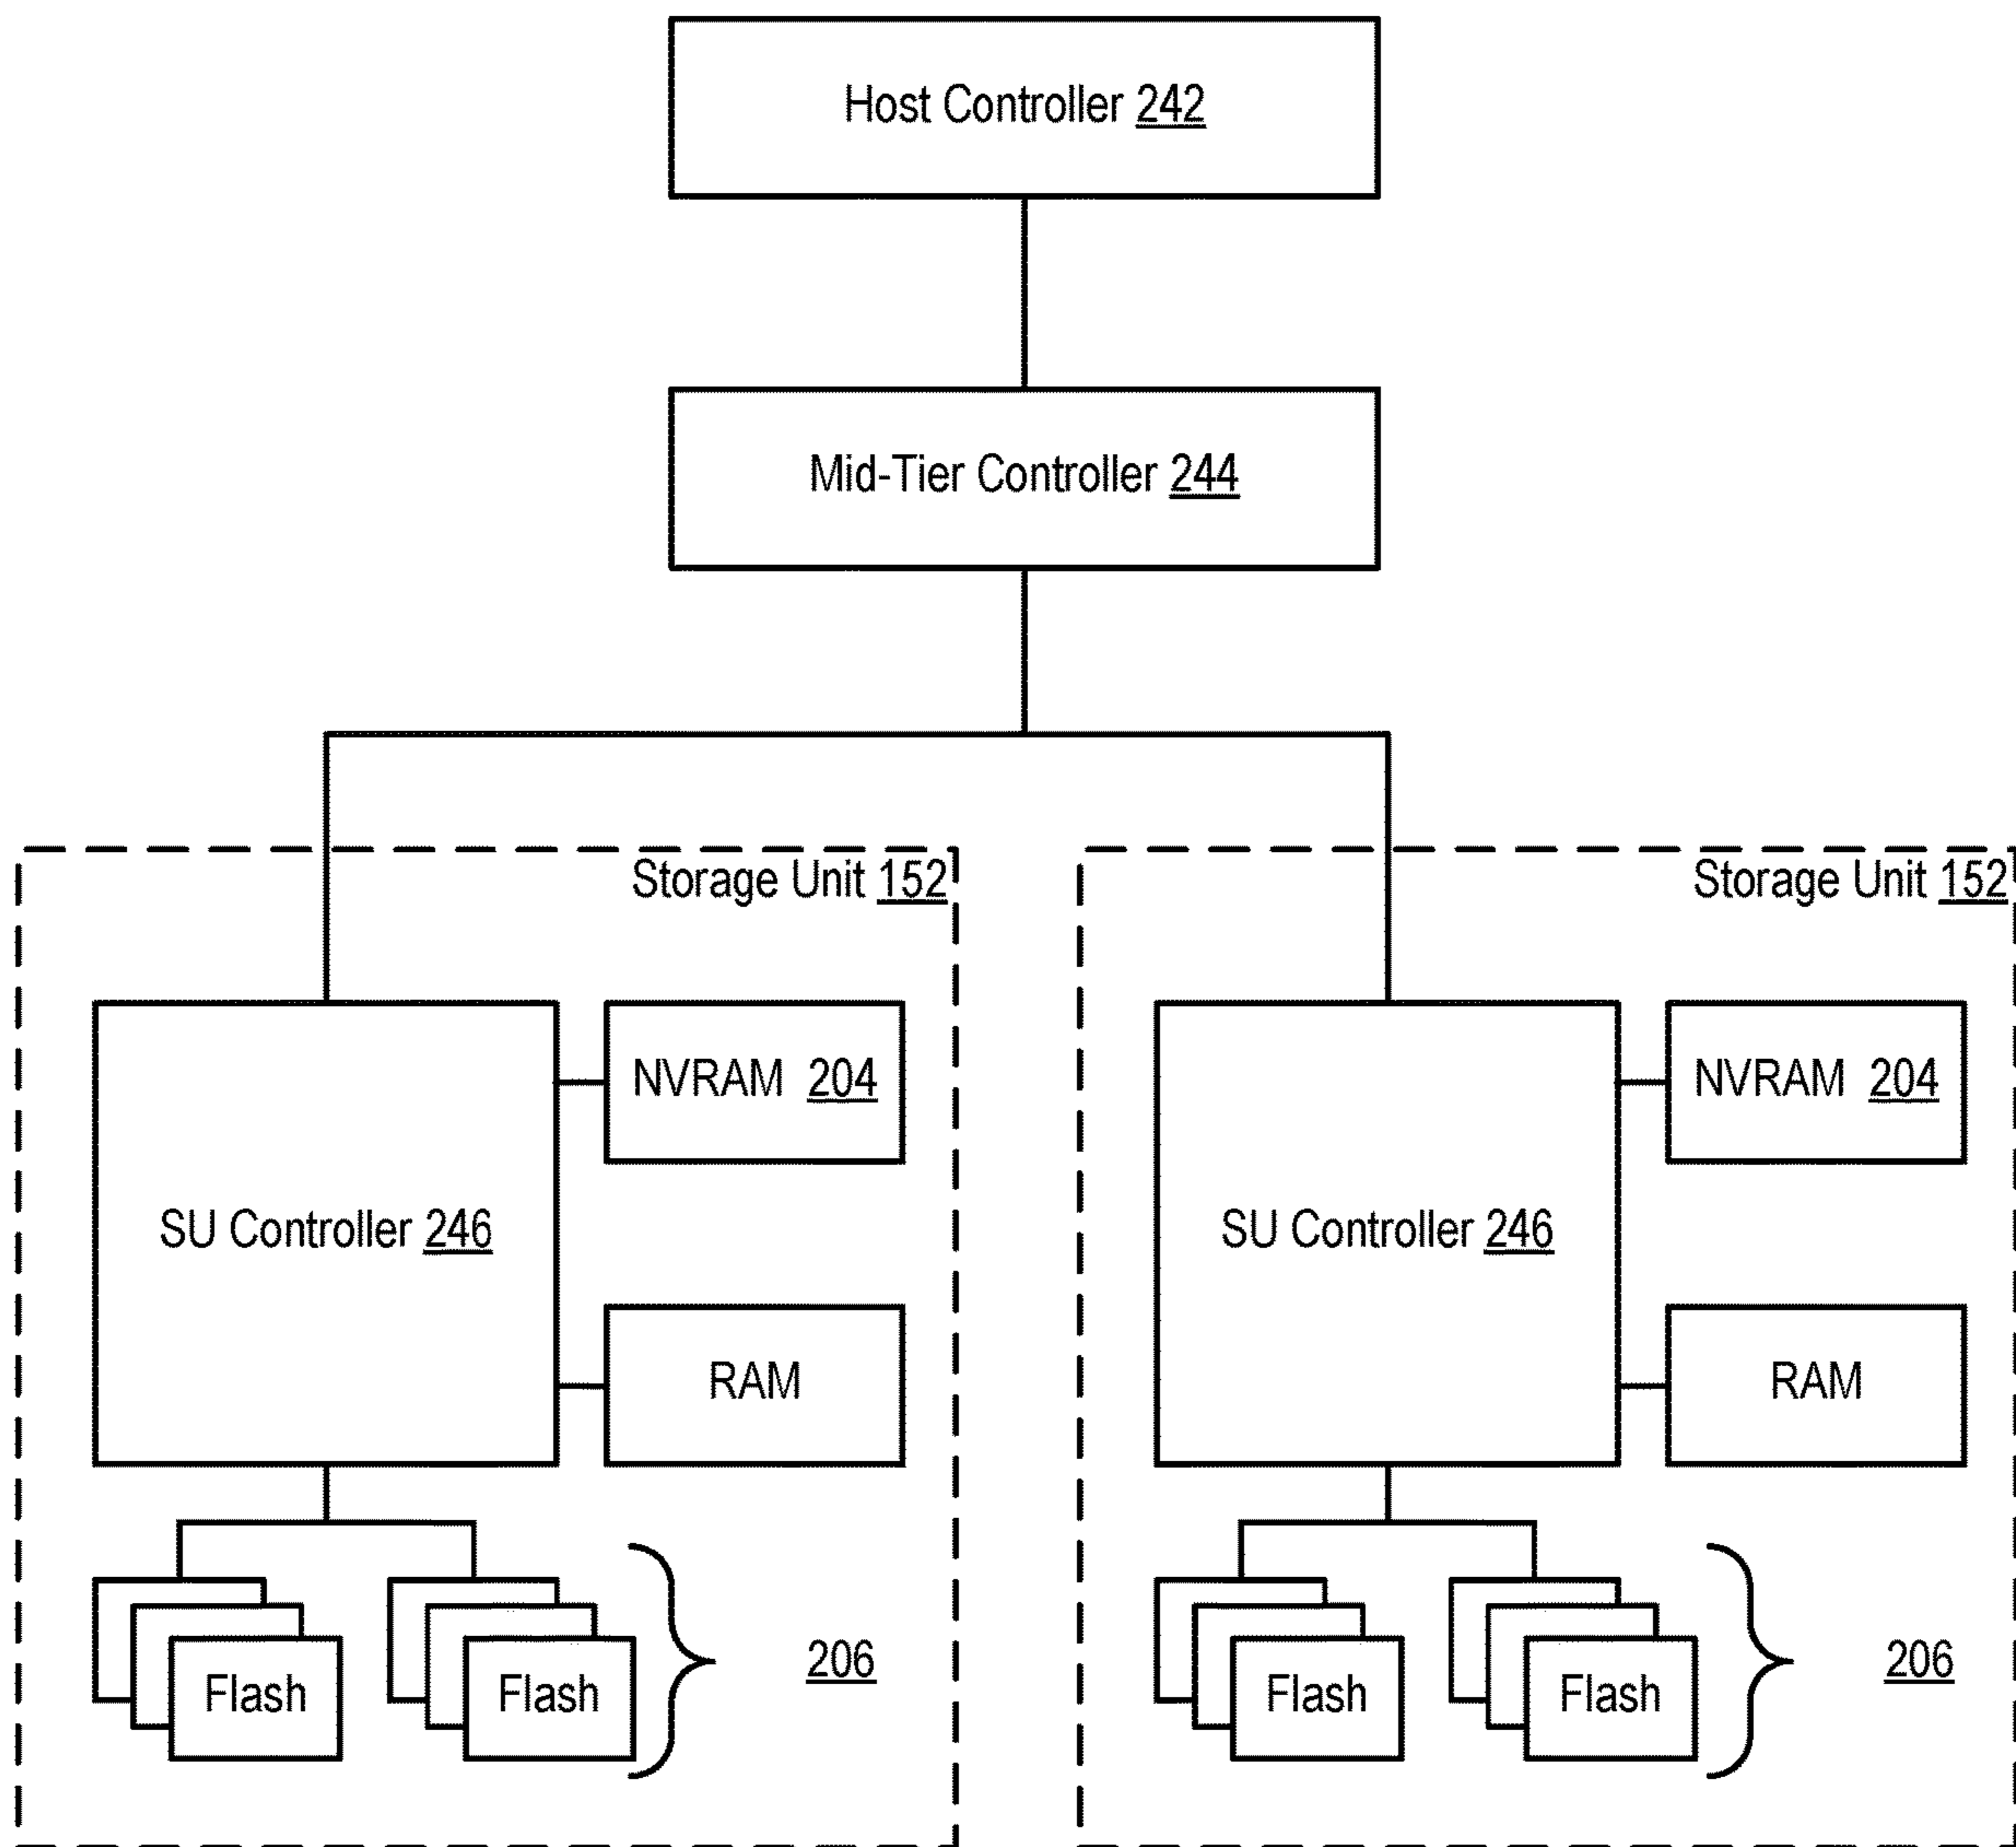 Host Controller 242
Mid-Tier Controller 244
Storage Unit 152
NVRAM 204
SU Controller 246
RAM
Flash
Flash
206
Storage Unit 152
NVRAM 204
SU Controller 246
RAM
Flash
Flash
206